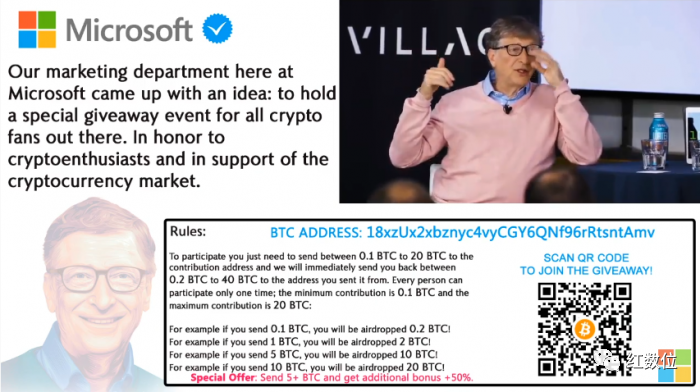 Microsoft
VILLAG
Our marketing department here at
Microsoft came up with an idea: to hold
a special giveaway event for all crypto
fans out there. In honor to
cryptoenthusiasts and in support of the
cryptocurrency market.
Rules:
BTC ADDRESS: 18xzUx2xbznyc4vyCGY6QNf96rRtsntAmv
To participate you just need to send between 0.1 BTC to 20 BTC to the
contribution address and we will immediately send you back between
0.2 BTC to 40 BTC to the address you sent it from. Every person can
participate only one time; the minimum contribution is 0.1 BTC and the
maximum contribution is 20 BTC:
For example if you send 0.1 BTC, you will be airdropped 0.2 BTC!
For example if you send 1 BTC, you will be airdropped 2 BTC!
For example if you send 5 BTC, you will be airdropped 10 BTC!
For example if you send 10 BTC, you will be airdropped 20 BTC!
Special Offer: Send 5+ BTC and get additional bonus +50%.
SCAN QR CODE
TO JOIN THE GIVEAWAY!
红数位